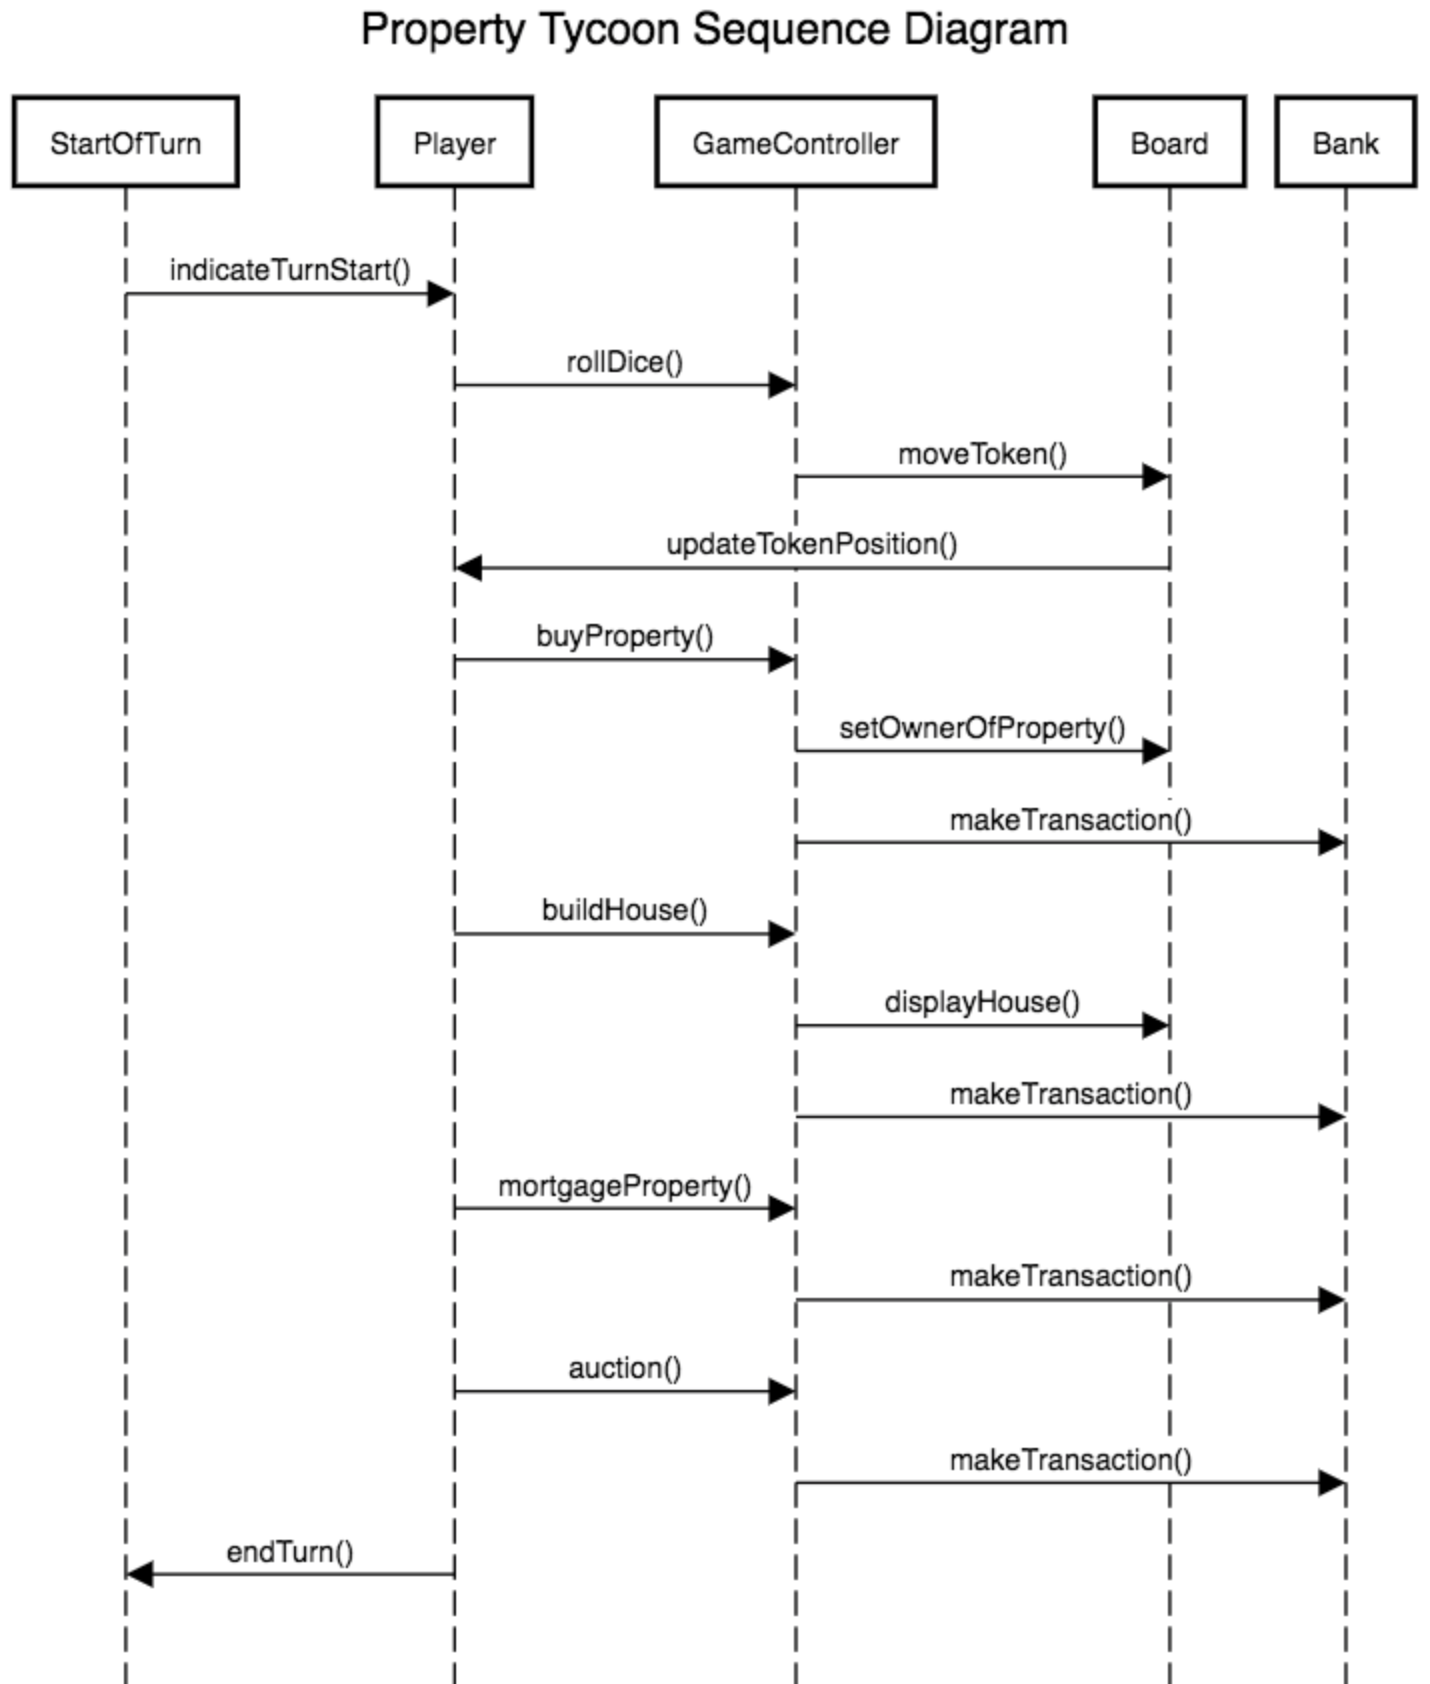 Property Tycoon Sequence Diagram
StartOfTurn
Player
GameController
Board
Bank
indicateTurnStart()
rollDice()
moveToken()
updateTokenPosition()
buyProperty()
setOwnerOfProperty()
makeTransaction()
buildHouse()
displayHouse()
makeTransaction()
mortgageProperty()
makeTransaction()
auction()
makeTransaction()
endTurn()